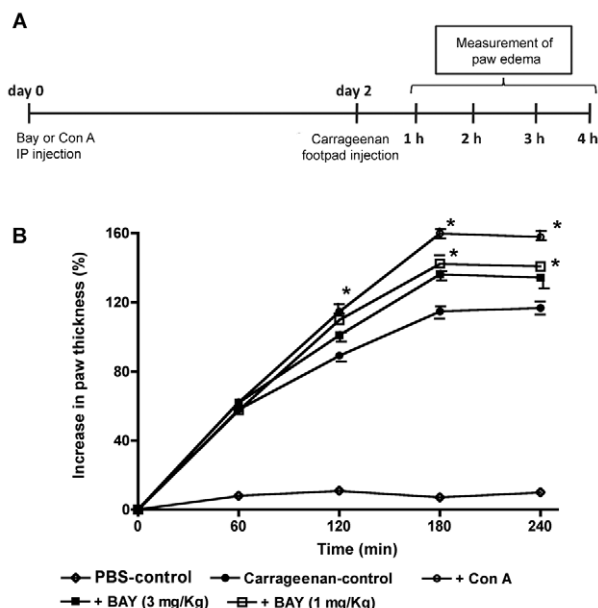 A
Measurement of
paw edema
day 0
day 2
Bay or Con A
IP injection
Carrageenan
footpad injection
1 h
2 h
3 h
4 h
B
Increase in paw thickness (%)
160
120
80
40
0
*
*
*
*
*
0
60
120
180
240
Time (min)
PBS-control
Carrageenan-control
+ Con A
+ BAY (3 mg/Kg)
+ BAY (1 mg/Kg)